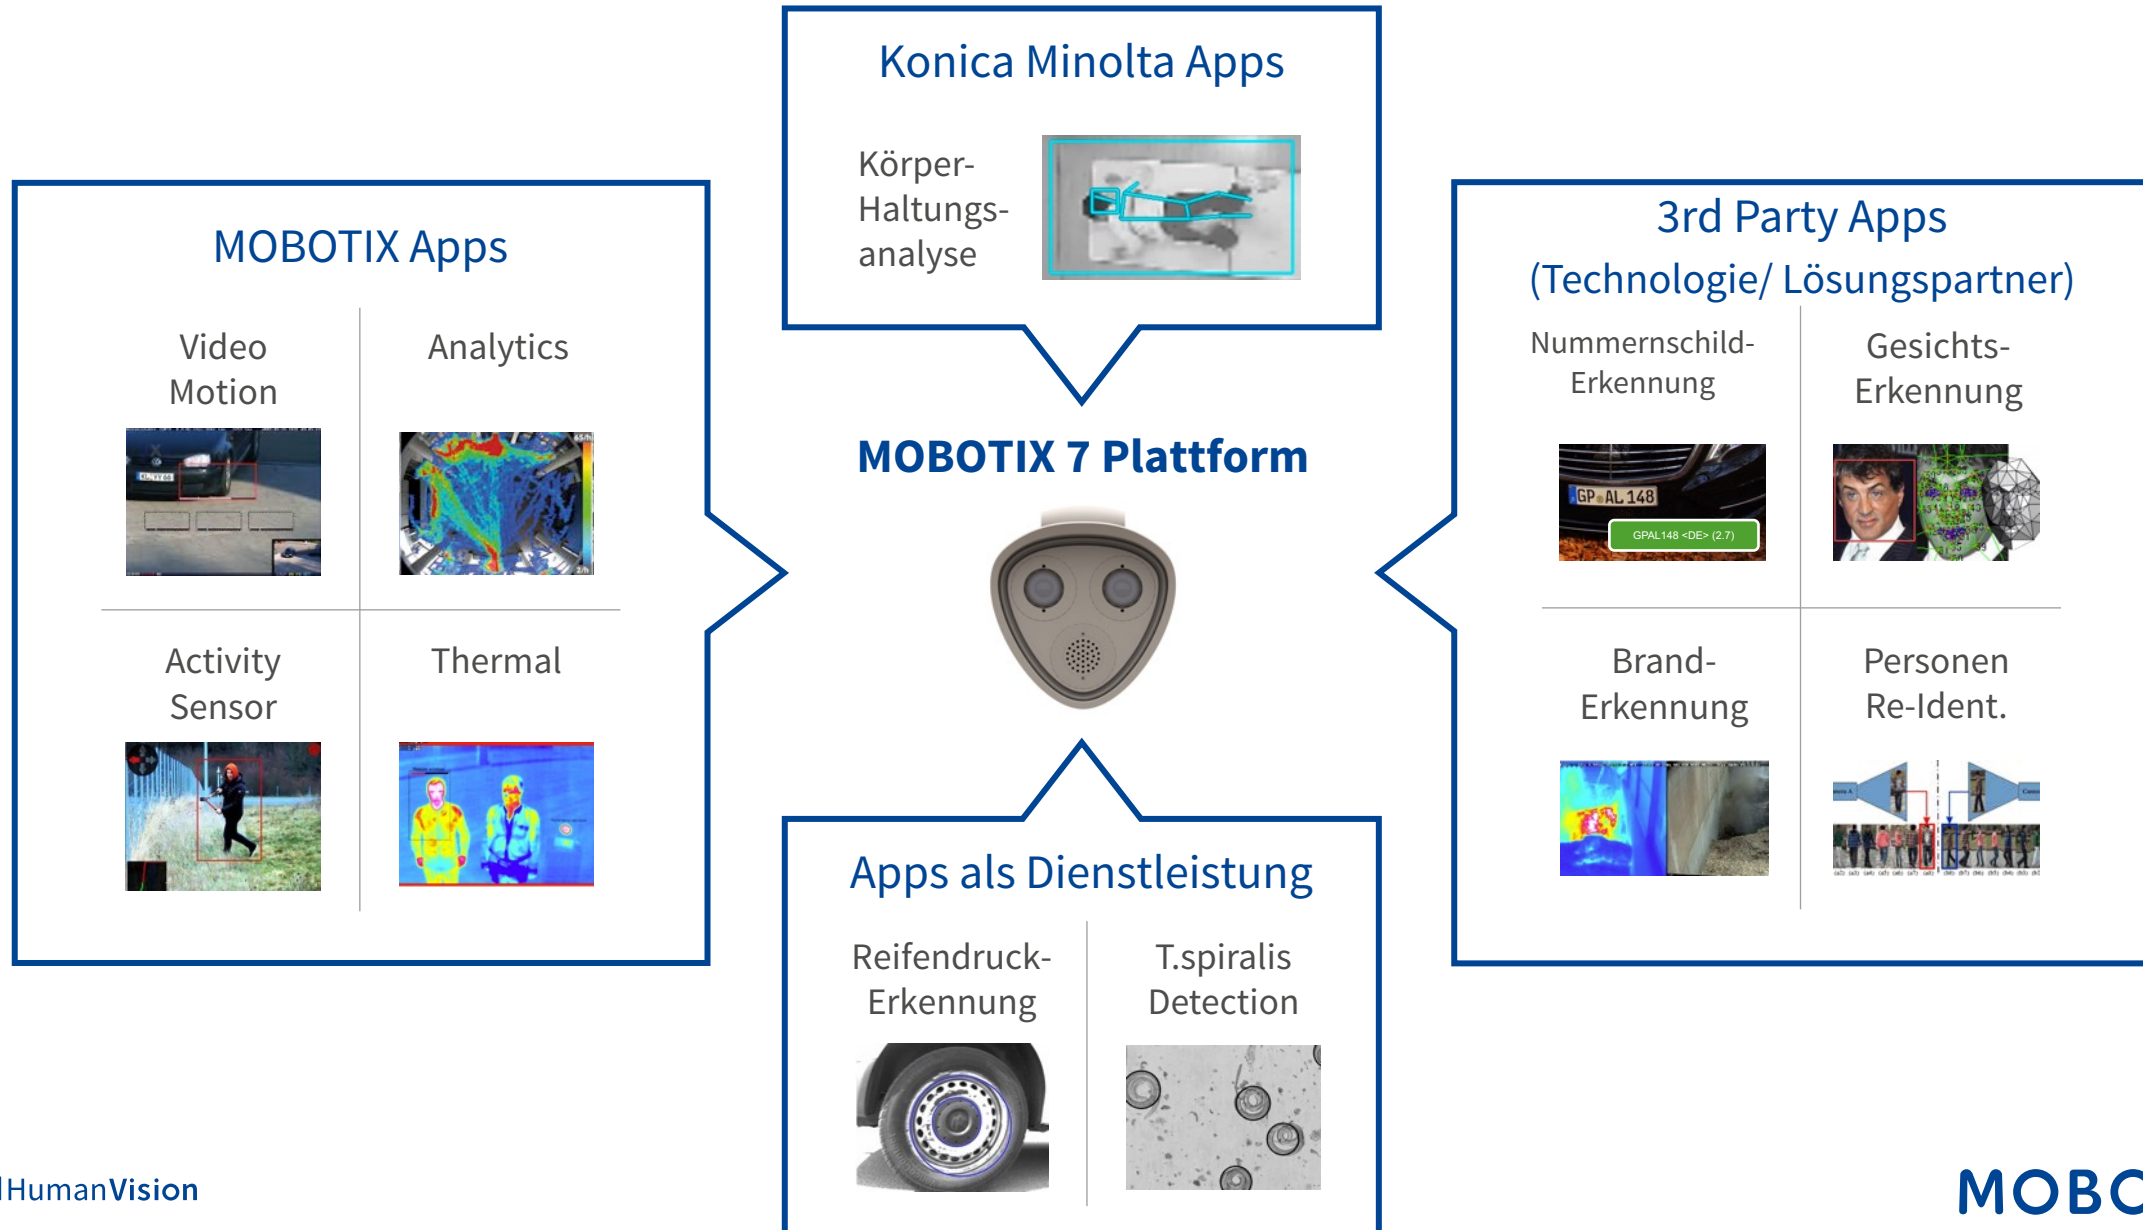 Konica Minolta Apps
Körper-
Haltungs-
analyse
MOBOTIX Apps
Video
Motion
Analytics
65/h
2/h
Activity
Sensor
Thermal
3rd Party Apps
(Technologie/ Lösungspartner)
Nummernschild-
Erkennung
GP AL 148
GPAL148 <DE> (2.7)
Gesichts-
Erkennung
Brand-
Erkennung
Personen
Re-Ident.
MOBOTIX 7 Plattform
Apps als Dienstleistung
Reifendruck-
Erkennung
T.spiralis
Detection
HumanVision
MOBO